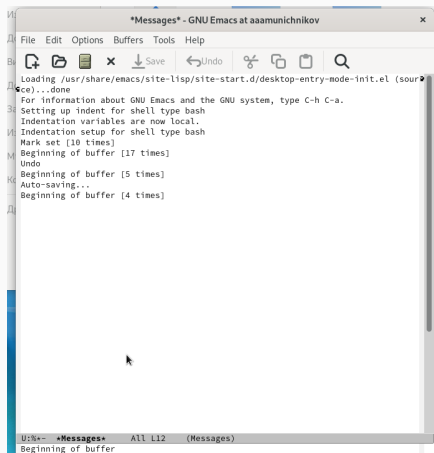 *Messages* - GNU Emacs at aaamunichnikov
File Edit Options Buffers Tools Help
Save Undo
Loading /usr/share/emacs/site-lisp/site-start.d/desktop-entry-mode-init.el (sour
ce)...done
For information about GNU Emacs and the GNU system, type C-h C-a.
Setting up indent for shell type bash
Indentation variables are now local.
Indentation setup for shell type bash
Mark set [10 times]
Beginning of buffer [17 times]
Undo
Beginning of buffer [5 times]
Auto-saving...
Beginning of buffer [4 times]
U:%*- *Messages* All L12 (Messages)
Beginning of buffer